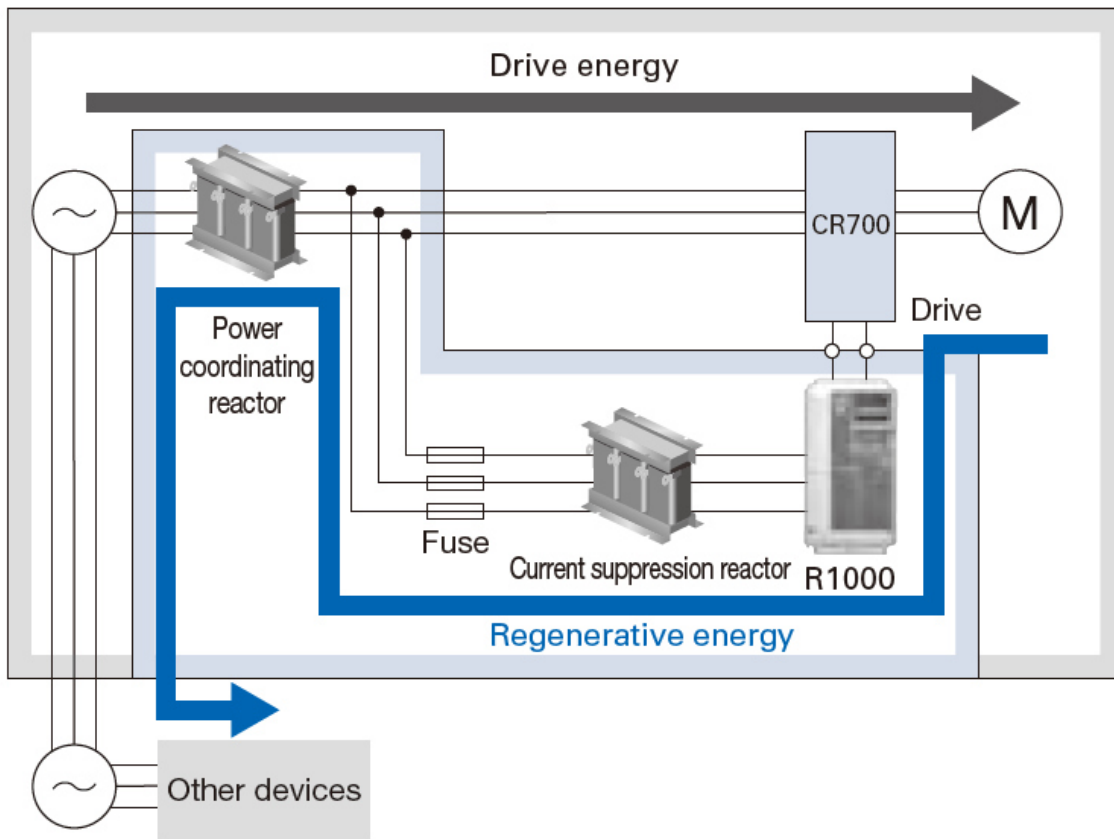 Drive energy
CR700
M
Drive
Power
coordinating
reactor
Fuse
Current suppression reactor
R1000
Regenerative energy
Other devices